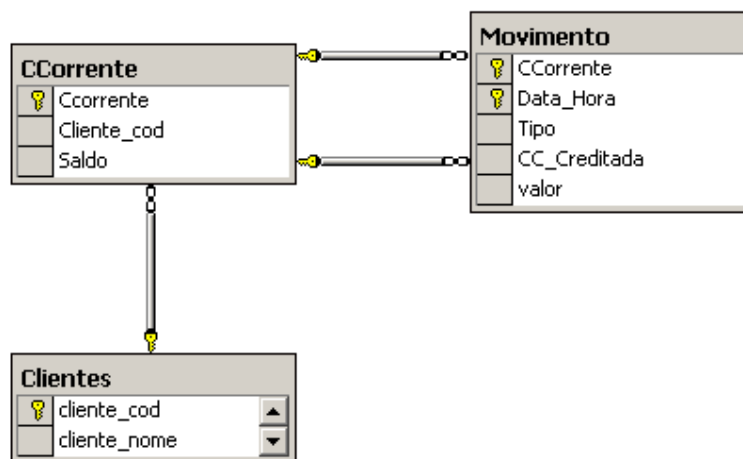 CCorrente
Ccorrente
Cliente_cod
Saldo
Movimento
CCorrente
Data_Hora
Tipo
CC_Creditada
valor
Clientes
cliente_cod
cliente_nome